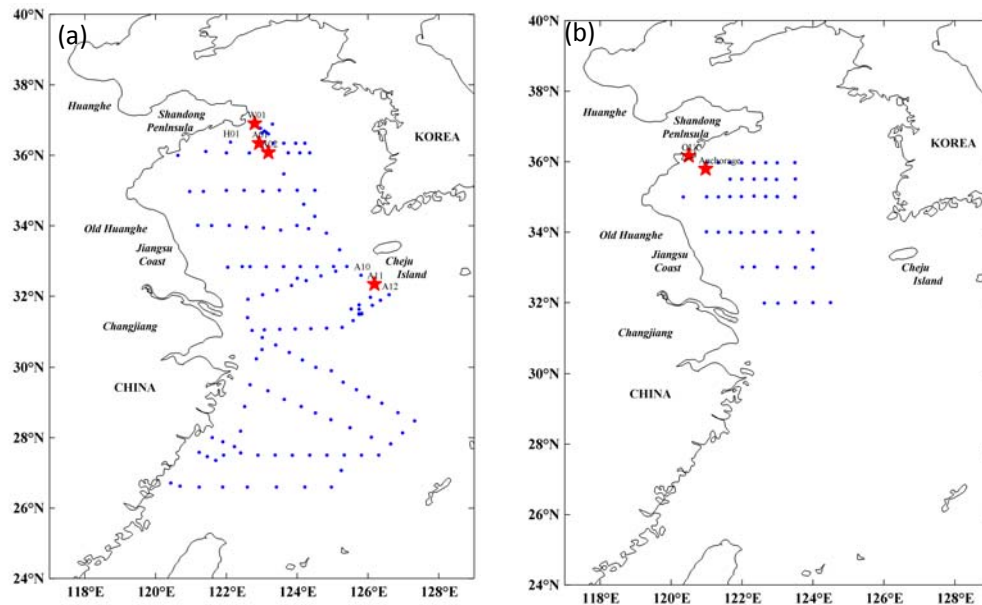 (a)
40°N
38°N
36°N
34°N
32°N
30°N
28°N
26°N
24°N
118°E
120°E
122°E
124°E
126°E
128°E
Huanghe
Shandong
Peninsula
W01
H01
KOREA
Old Huanghe
Jiangsu
Coast
A10
A11
A12
Cheju
Island
Changjiang
CHINA
(b)
40°N
38°N
36°N
34°N
32°N
30°N
28°N
26°N
24°N
118°E
120°E
122°E
124°E
126°E
128°E
Huanghe
Shandong
Peninsula
Anchorage
KOREA
Old Huanghe
Jiangsu
Coast
Cheju
Island
Changjiang
CHINA